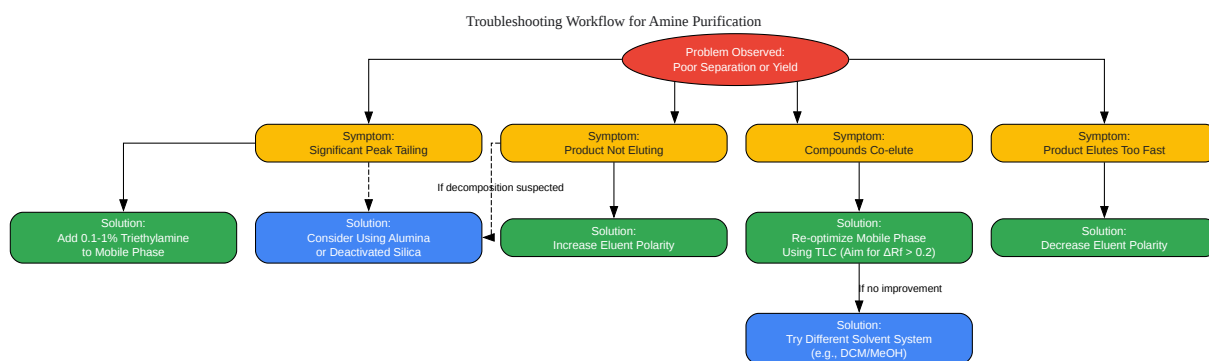 Troubleshooting Workflow for Amine Purification
Problem Observed:
Poor Separation or Yield
Symptom:
Significant Peak Tailing
Symptom:
Product Not Eluting
Symptom:
Compounds Co-elute
Symptom:
Product Elutes Too Fast
If decomposition suspected
Solution:
Add 0.1-1% Triethylamine
to Mobile Phase
Solution:
Consider Using Alumina
or Deactivated Silica
Solution:
Increase Eluent Polarity
Solution:
Re-optimize Mobile Phase
Using TLC (Aim for ΔRf > 0.2)
Solution:
Decrease Eluent Polarity
If no improvement
Solution:
Try Different Solvent System
(e.g., DCM/MeOH)